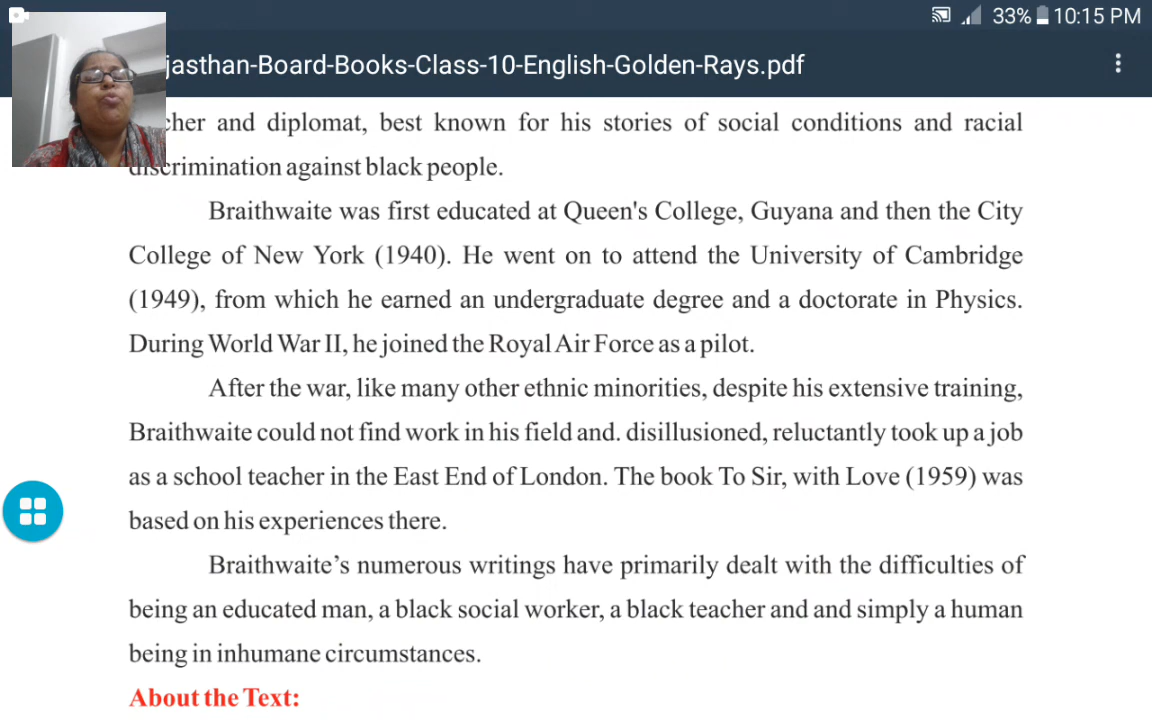 33% 10:15 PM
jasthan-Board-Books-Class-10-English-Golden-Rays.pdf
cher and diplomat, best known for his stories of social conditions and racial
discrimination against black people.
Braithwaite was first educated at Queen's College, Guyana and then the City
College of New York (1940). He went on to attend the University of Cambridge
(1949), from which he earned an undergraduate degree and a doctorate in Physics.
During World War II, he joined the Royal Air Force as a pilot.
After the war, like many other ethnic minorities, despite his extensive training,
Braithwaite could not find work in his field and. disillusioned, reluctantly took up a job
as a school teacher in the East End of London. The book To Sir, with Love (1959) was
based on his experiences there.
Braithwaite’s numerous writings have primarily dealt with the difficulties of
being an educated man, a black social worker, a black teacher and and simply a human
being in inhumane circumstances.
About the Text: